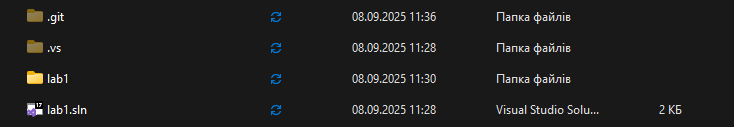 .git 08.09.2025 11:36 Папка файлів
.vs 08.09.2025 11:28 Папка файлів
lab1 08.09.2025 11:30 Папка файлів
lab1.sln 08.09.2025 11:28 Visual Studio Solu... 2 КБ